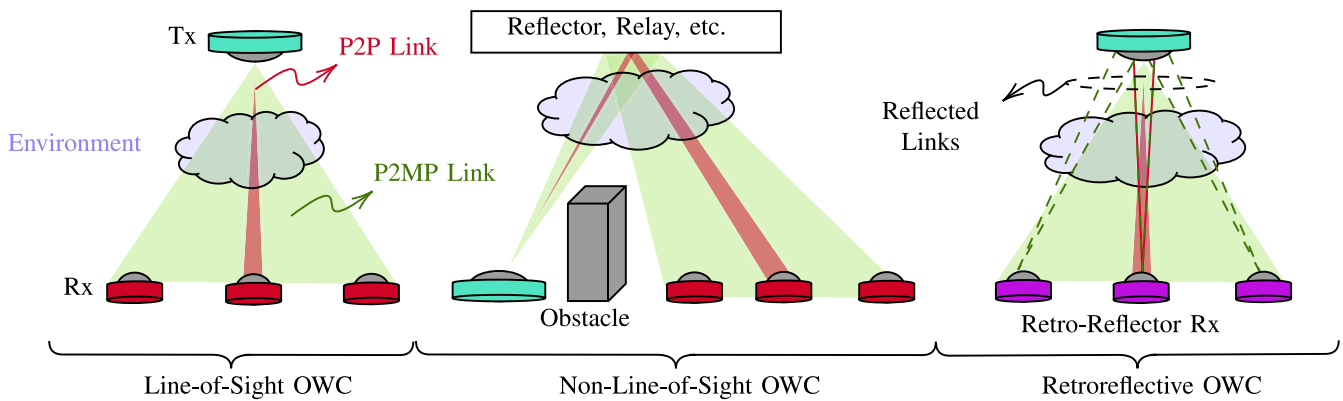 Tx
P2P Link
Environment
P2MP Link
Rx
Line-of-Sight OWC
Reflector, Relay, etc.
Obstacle
Non-Line-of-Sight OWC
Reflected
Links
Retro-Reflector Rx
Retroreflective OWC